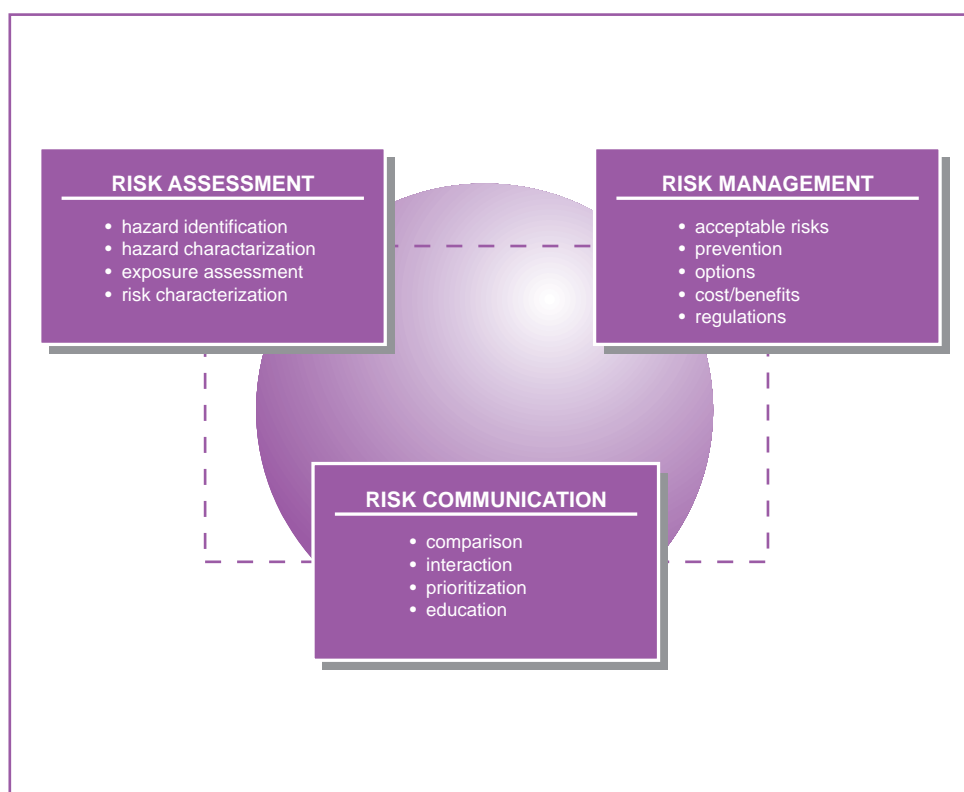 RISK ASSESSMENT
• hazard identification
• hazard charactarization
• exposure assessment
• risk characterization
RISK MANAGEMENT
• acceptable risks
• prevention
• options
• cost/benefits
• regulations
RISK COMMUNICATION
• comparison
• interaction
• prioritization
• education